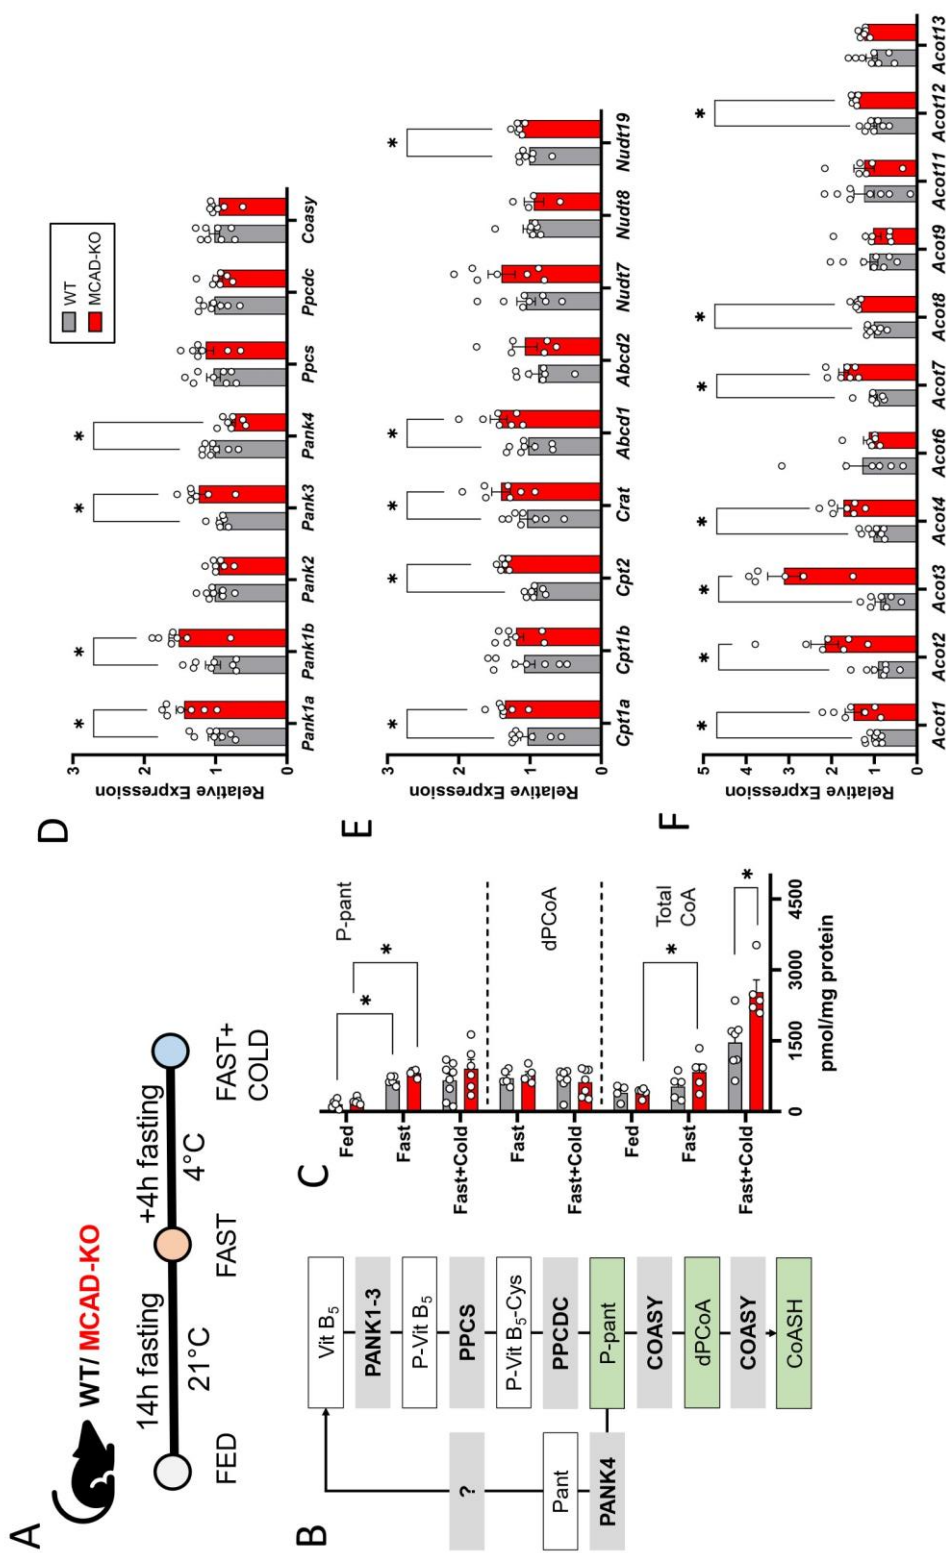 A
WT/ MCAD-KO
14h fasting
+4h fasting
21°C
4°C
FED
FAST
FAST+
COLD
B
Vit B₅
PANK1-3
P-Vit B₅
PPCS
P-Vit B₅-Cys
PPCDC
P-pant
COASY
dPCoA
COASY
CoASH
?
Pant
PANK4
C
P-pant
Fed
Fast
Fast+Cold
*
*
dPCoA
Fast
Fast+Cold
Total
CoA
Fed
Fast
Fast+Cold
*
*
0
1500
3000
4500
pmol/mg protein
WT
MCAD-KO
D
Relative Expression
3
2
1
0
*
*
*
*
Pank1a
Pank1b
Pank2
Pank3
Pank4
Ppcs
Ppcdc
Coasy
E
Relative Expression
3
2
1
0
*
*
*
*
*
Cpt1a
Cpt1b
Cpt2
Crat
Abcd1
Abcd2
Nudt7
Nudt8
Nudt19
F
Relative Expression
5
4
3
2
1
0
*
*
*
*
*
*
*
Acot1
Acot2
Acot3
Acot4
Acot6
Acot7
Acot8
Acot9
Acot11
Acot12
Acot13